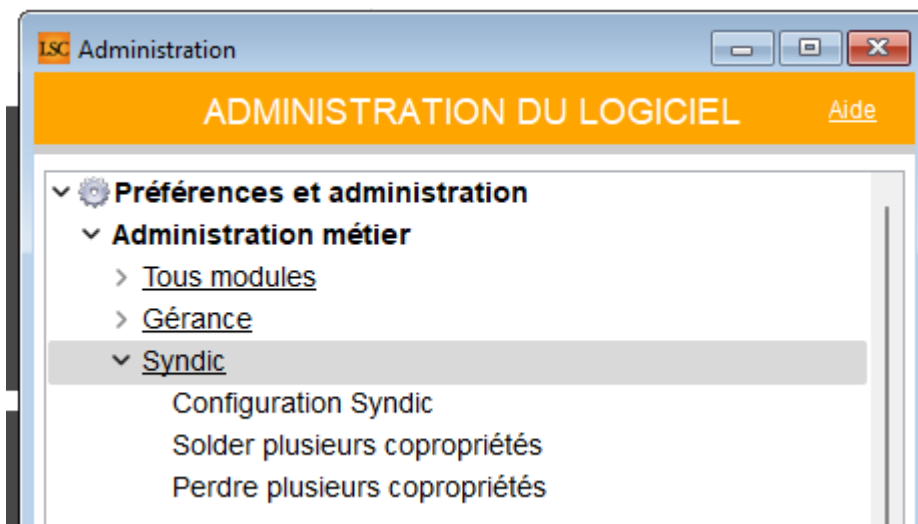 LSC Administration
ADMINISTRATION DU LOGICIEL Aide
Préférences et administration
Administration métier
Tous modules
Gérance
Syndic
Configuration Syndic
Solder plusieurs copropriétés
Perdre plusieurs copropriétés